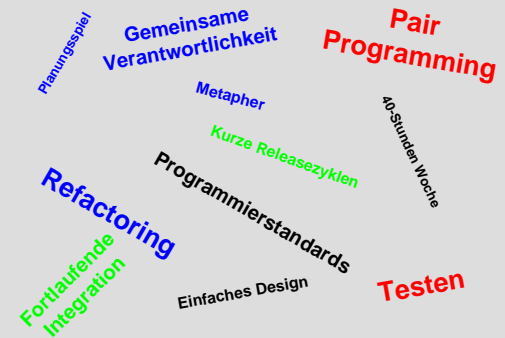 Planungsspiel
Gemeinsame
Verantwortlichkeit
Pair
Programming
Metapher
40-Stunden Woche
Kurze Releasezyklen
Programmierstandards
Refactoring
Fortlaufende
Integration
Einfaches Design
Testen